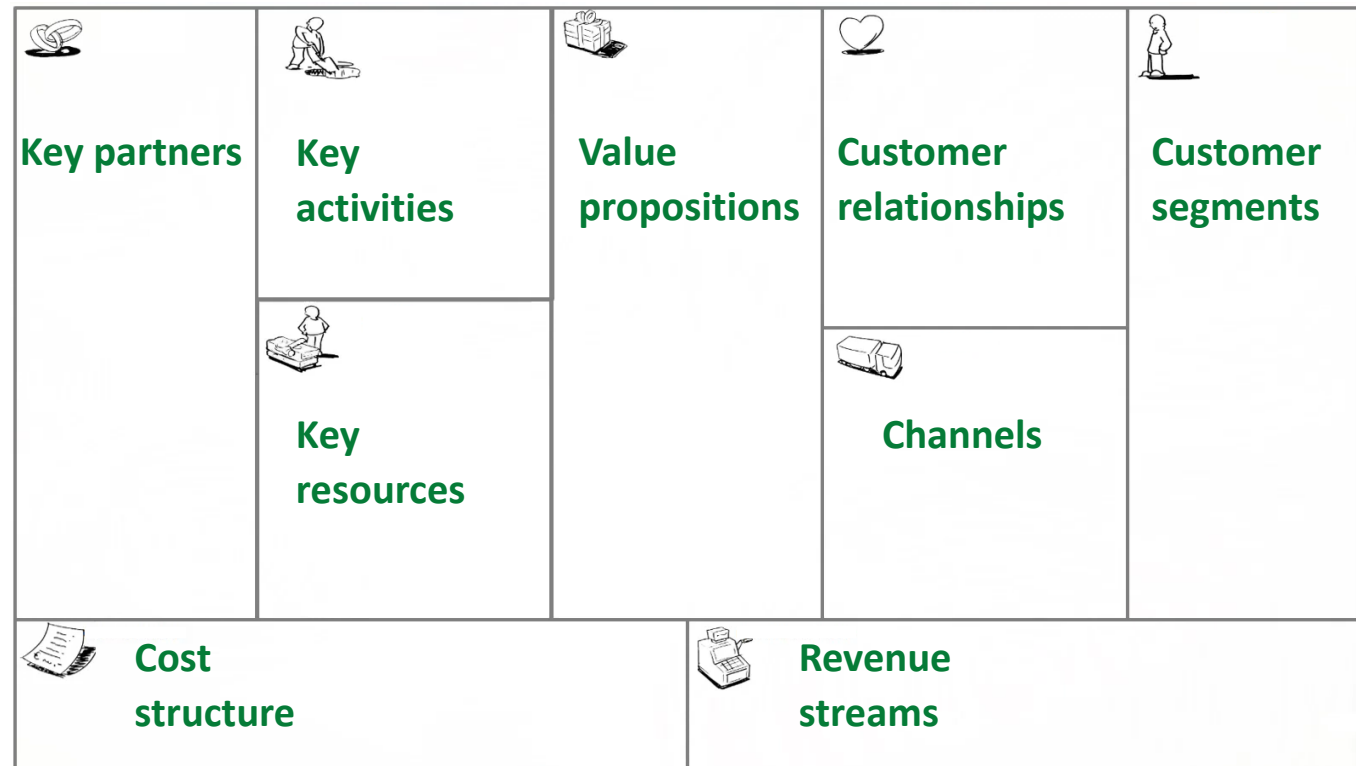 Key partners
Key
activities
Value
propositions
Customer
relationships
Customer
segments
Key
resources
Channels
Cost
structure
Revenue
streams